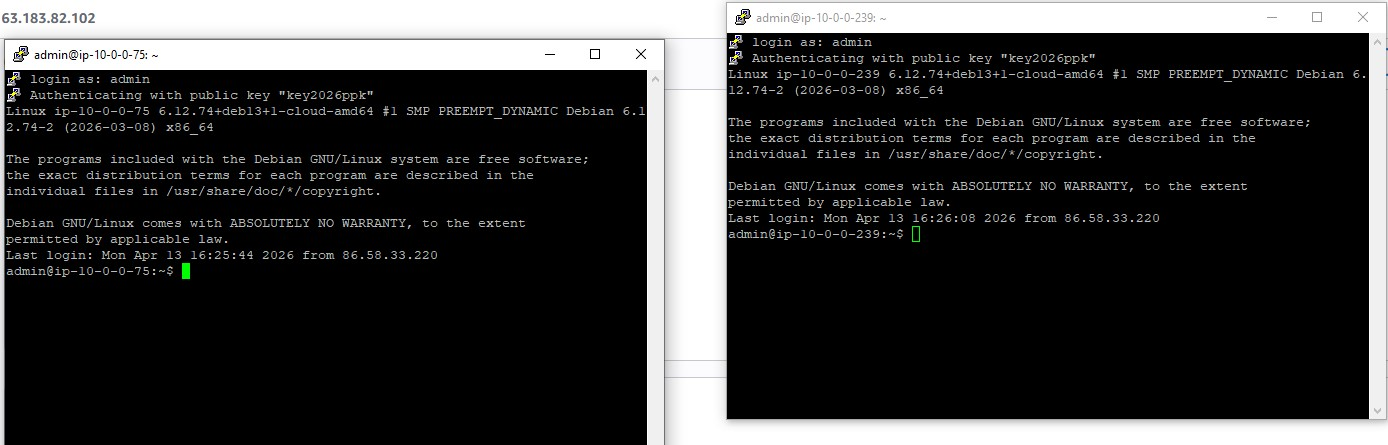 63.183.82.102
admin@ip-10-0-0-75: ~
login as: admin
Authenticating with public key "key2026ppk"
Linux ip-10-0-0-75 6.12.74+deb13+1-cloud-amd64 #1 SMP PREEMPT_DYNAMIC Debian 6.1
2.74-2 (2026-03-08) x86_64
The programs included with the Debian GNU/Linux system are free software;
the exact distribution terms for each program are described in the
individual files in /usr/share/doc/*/copyright.
Debian GNU/Linux comes with ABSOLUTELY NO WARRANTY, to the extent
permitted by applicable law.
Last login: Mon Apr 13 16:25:44 2026 from 86.58.33.220
admin@ip-10-0-0-75:~$
admin@ip-10-0-0-239: ~
login as: admin
Authenticating with public key "key2026ppk"
Linux ip-10-0-0-239 6.12.74+deb13+1-cloud-amd64 #1 SMP PREEMPT_DYNAMIC Debian 6.
12.74-2 (2026-03-08) x86_64
The programs included with the Debian GNU/Linux system are free software;
the exact distribution terms for each program are described in the
individual files in /usr/share/doc/*/copyright.
Debian GNU/Linux comes with ABSOLUTELY NO WARRANTY, to the extent
permitted by applicable law.
Last login: Mon Apr 13 16:26:08 2026 from 86.58.33.220
admin@ip-10-0-0-239:~$